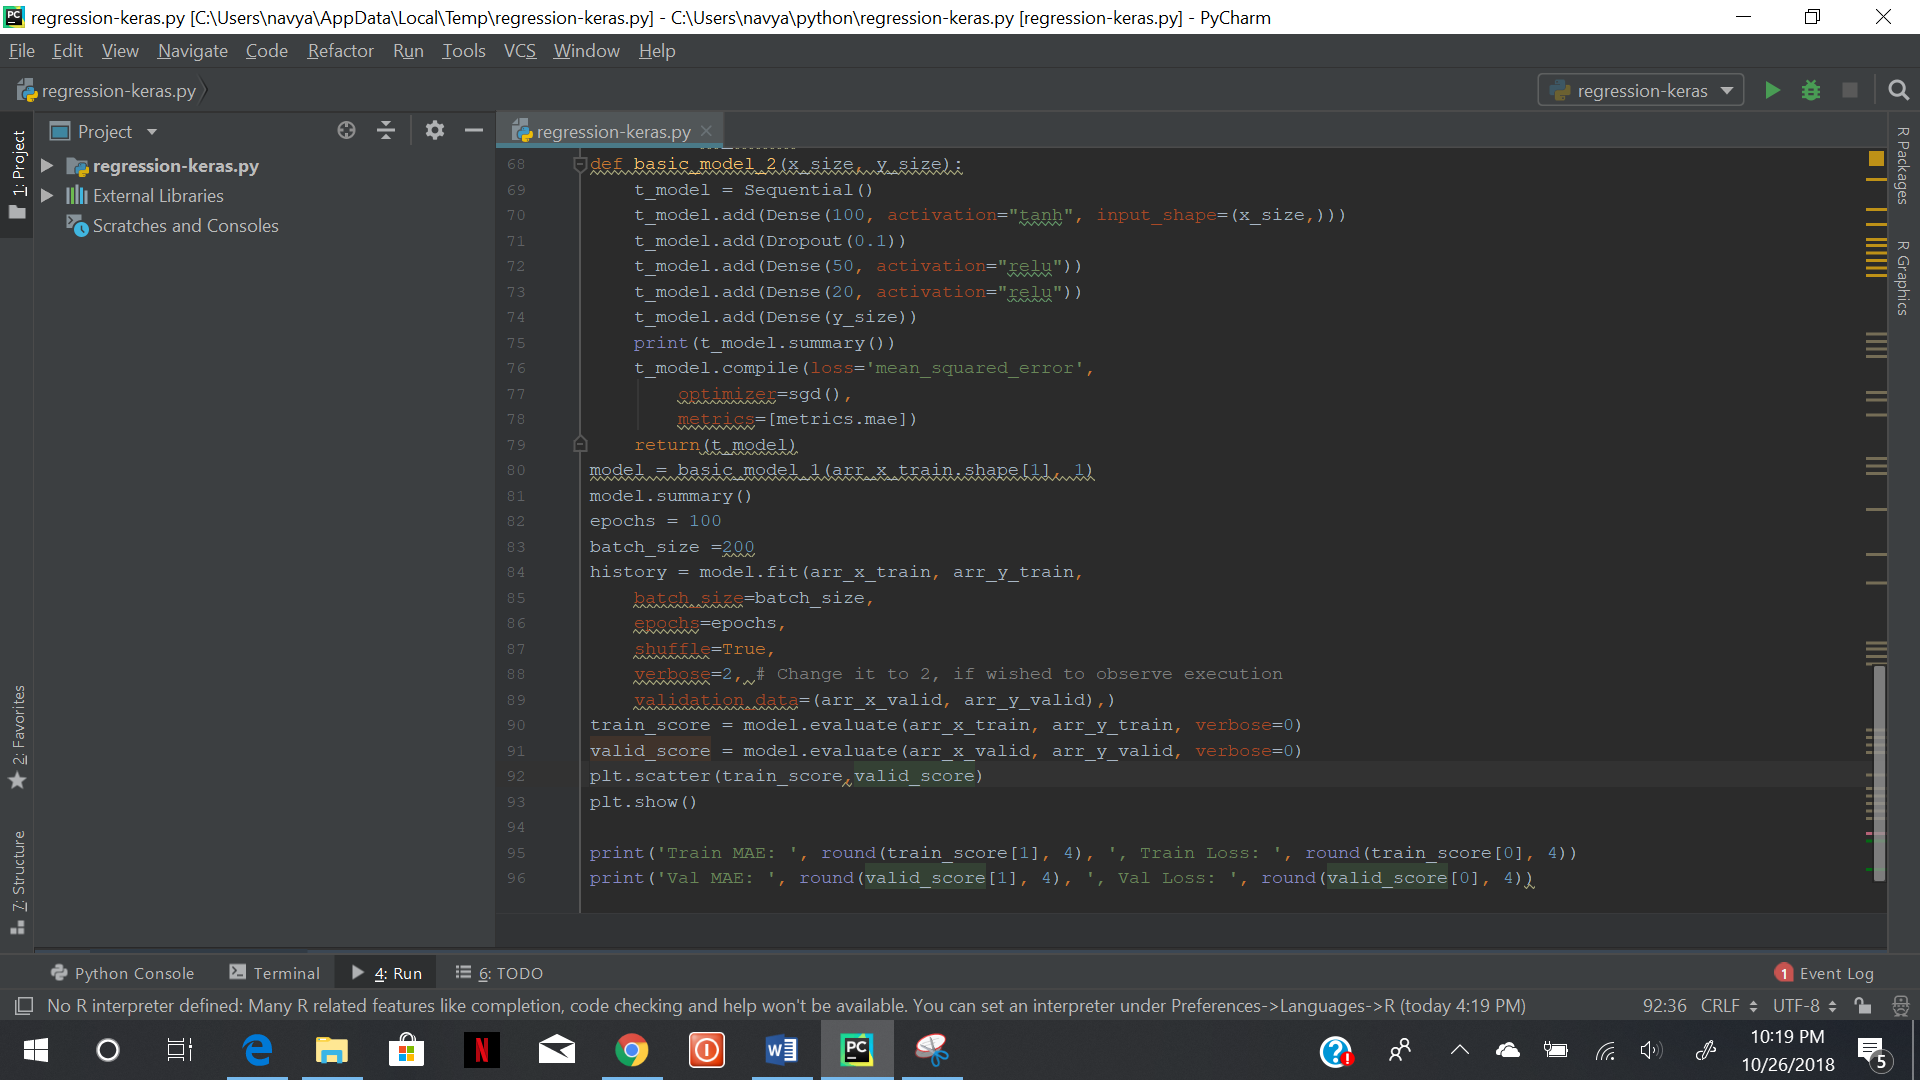 regression-keras.py [C:\Users\navya\AppData\Local\Temp\regression-keras.py] - C:\Users\navya\python\regression-keras.py [regression-keras.py] - PyCharm
File Edit View Navigate Code Refactor Run Tools VCS Window Help
regression-keras.py
regression-keras
1: Project
Project
regression-keras.py
External Libraries
Scratches and Consoles
2: Favorites
7: Structure
regression-keras.py
68 def basic_model_2(x_size, y_size):
69 t_model = Sequential()
70 t_model.add(Dense(100, activation="tanh", input_shape=(x_size,)))
71 t_model.add(Dropout(0.1))
72 t_model.add(Dense(50, activation="relu"))
73 t_model.add(Dense(20, activation="relu"))
74 t_model.add(Dense(y_size))
75 print(t_model.summary())
76 t_model.compile(loss='mean_squared_error',
77 optimizer=sgd(),
78 metrics=[metrics.mae])
79 return(t_model)
80 model = basic_model_1(arr_x_train.shape[1], 1)
81 model.summary()
82 epochs = 100
83 batch_size =200
84 history = model.fit(arr_x_train, arr_y_train,
85 batch_size=batch_size,
86 epochs=epochs,
87 shuffle=True,
88 verbose=2, # Change it to 2, if wished to observe execution
89 validation_data=(arr_x_valid, arr_y_valid),)
90 train_score = model.evaluate(arr_x_train, arr_y_train, verbose=0)
91 valid_score = model.evaluate(arr_x_valid, arr_y_valid, verbose=0)
92 plt.scatter(train_score,valid_score)
93 plt.show()
94
95 print('Train MAE: ', round(train_score[1], 4), ', Train Loss: ', round(train_score[0], 4))
96 print('Val MAE: ', round(valid_score[1], 4), ', Val Loss: ', round(valid_score[0], 4))
R Packages
R Graphics
Python Console Terminal 4: Run 6: TODO
1 Event Log
No R interpreter defined: Many R related features like completion, code checking and help won't be available. You can set an interpreter under Preferences->Languages->R (today 4:19 PM)
92:36 CRLF UTF-8
10:19 PM
10/26/2018
5